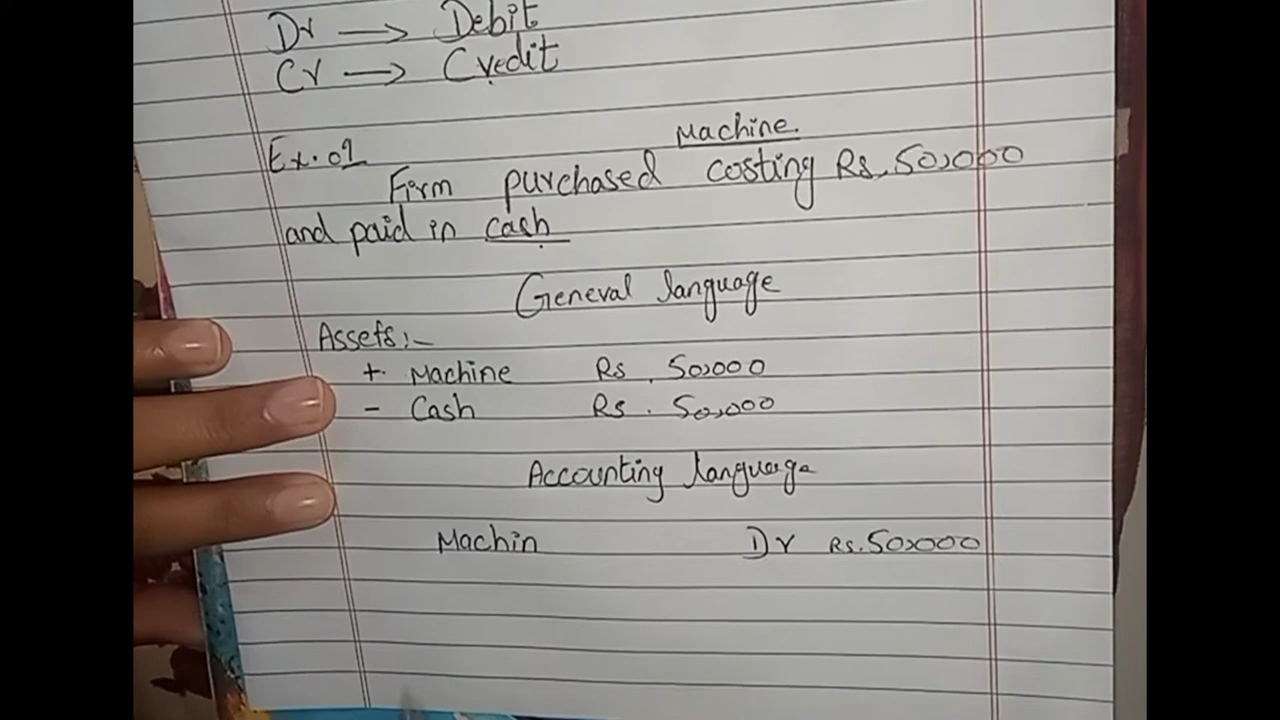 Dr → Debit
Cr → Credit
Ex. 01
Machine.
Firm purchased costing Rs. 50,000
and paid in cash
General language
Assets:-
+ Machine Rs. 50,000
- Cash Rs. 50,000
Accounting language
Machin Dr Rs. 50,000